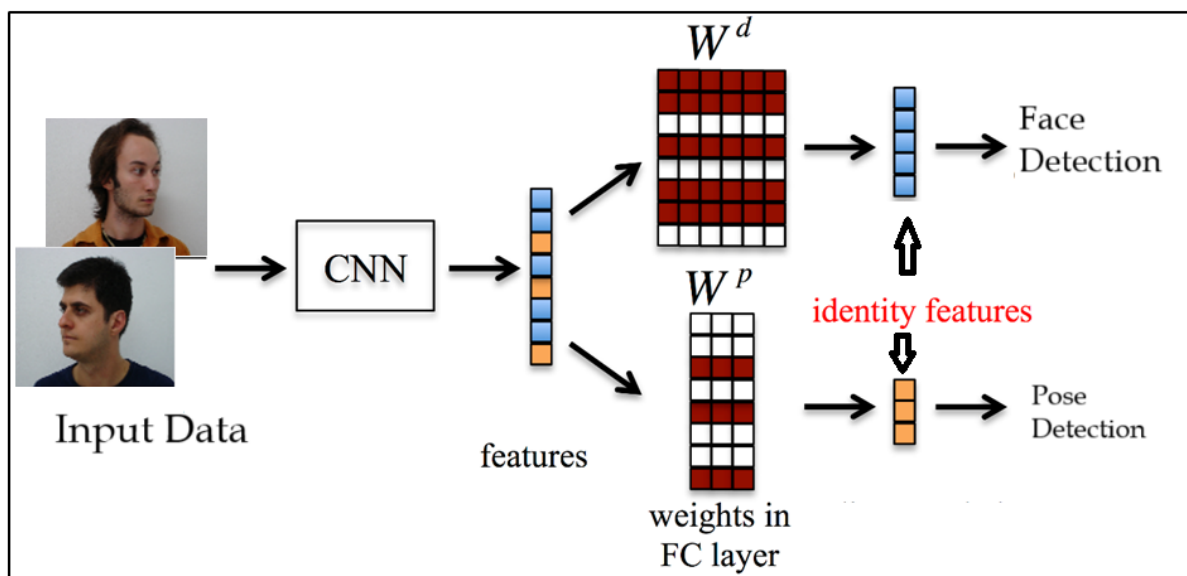 W^d
Face
Detection
CNN
W^p
identity features
Input Data
features
Pose
Detection
weights in
FC layer